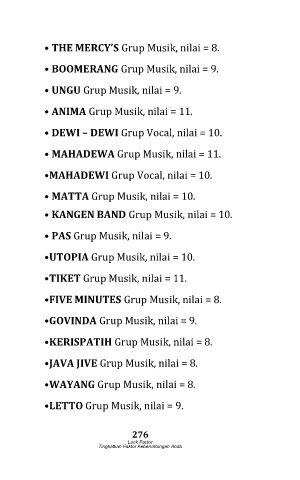 • THE MERCY'S Grup Musik, nilai = 8.
• BOOMERANG Grup Musik, nilai = 9.
• UNGU Grup Musik, nilai = 9.
• ANIMA Grup Musik, nilai = 11.
• DEWI – DEWI Grup Vocal, nilai = 10.
• MAHADEWA Grup Musik, nilai = 11.
•MAHADEWI Grup Vocal, nilai = 10.
• MATTA Grup Musik, nilai = 10.
• KANGEN BAND Grup Musik, nilai = 10.
• PAS Grup Musik, nilai = 9.
•UTOPIA Grup Musik, nilai = 10.
•TIKET Grup Musik, nilai = 11.
•FIVE MINUTES Grup Musik, nilai = 8.
•GOVINDA Grup Musik, nilai = 9.
•KERISPATIH Grup Musik, nilai = 8.
•JAVA JIVE Grup Musik, nilai = 8.
•WAYANG Grup Musik, nilai = 8.
•LETTO Grup Musik, nilai = 9.
276
Luck Factor
Tingkatkan Faktor Keberuntungan Anda